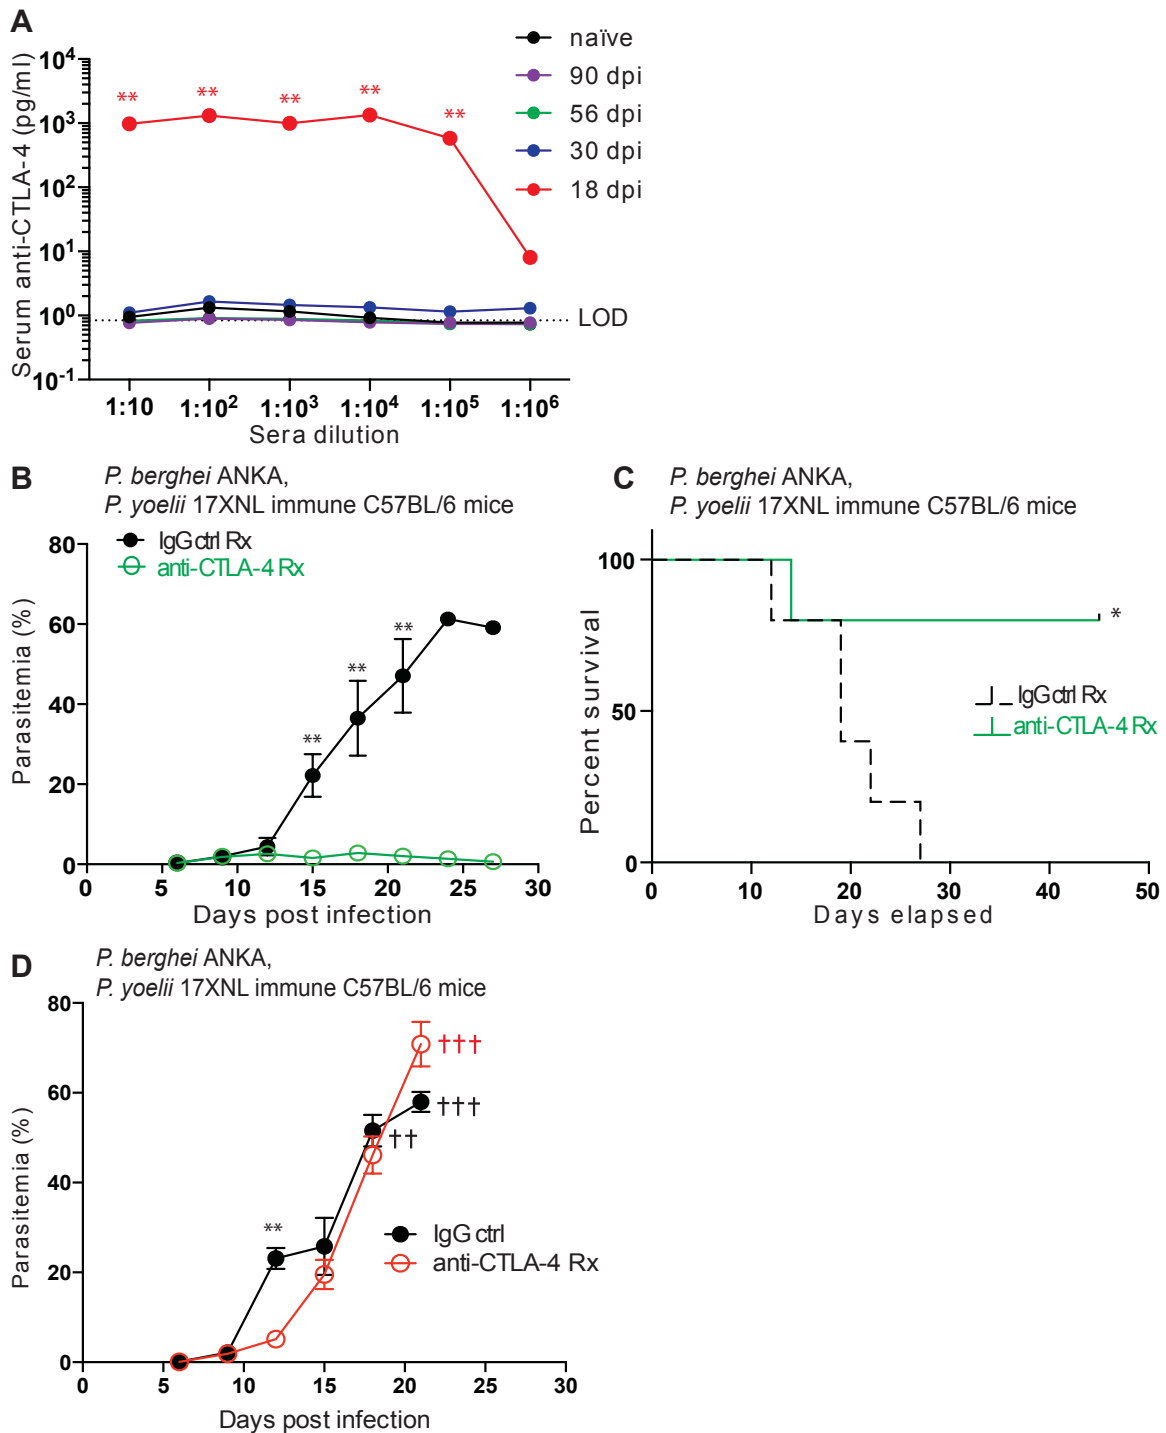 A
Serum anti-CTLA-4 (pg/ml)
10⁴
10³
10²
10¹
10⁰
10⁻¹
** ** ** ** **
naïve
90 dpi
56 dpi
30 dpi
18 dpi
LOD
1:10 1:10² 1:10³ 1:10⁴ 1:10⁵ 1:10⁶
Sera dilution
B
P. berghei ANKA,
P. yoelii 17XNL immune C57BL/6 mice
IgG ctrl Rx
anti-CTLA-4 Rx
Parasitemia (%)
80
60
40
20
0
** ** **
0 5 10 15 20 25 30
Days post infection
C
P. berghei ANKA,
P. yoelii 17XNL immune C57BL/6 mice
Percent survival
100
50
0
*
IgG ctrl Rx
anti-CTLA-4 Rx
0 10 20 30 40 50
Days elapsed
D
P. berghei ANKA,
P. yoelii 17XNL immune C57BL/6 mice
Parasitemia (%)
80
60
40
20
0
**
††
†††
†††
IgG ctrl
anti-CTLA-4 Rx
0 5 10 15 20 25 30
Days post infection